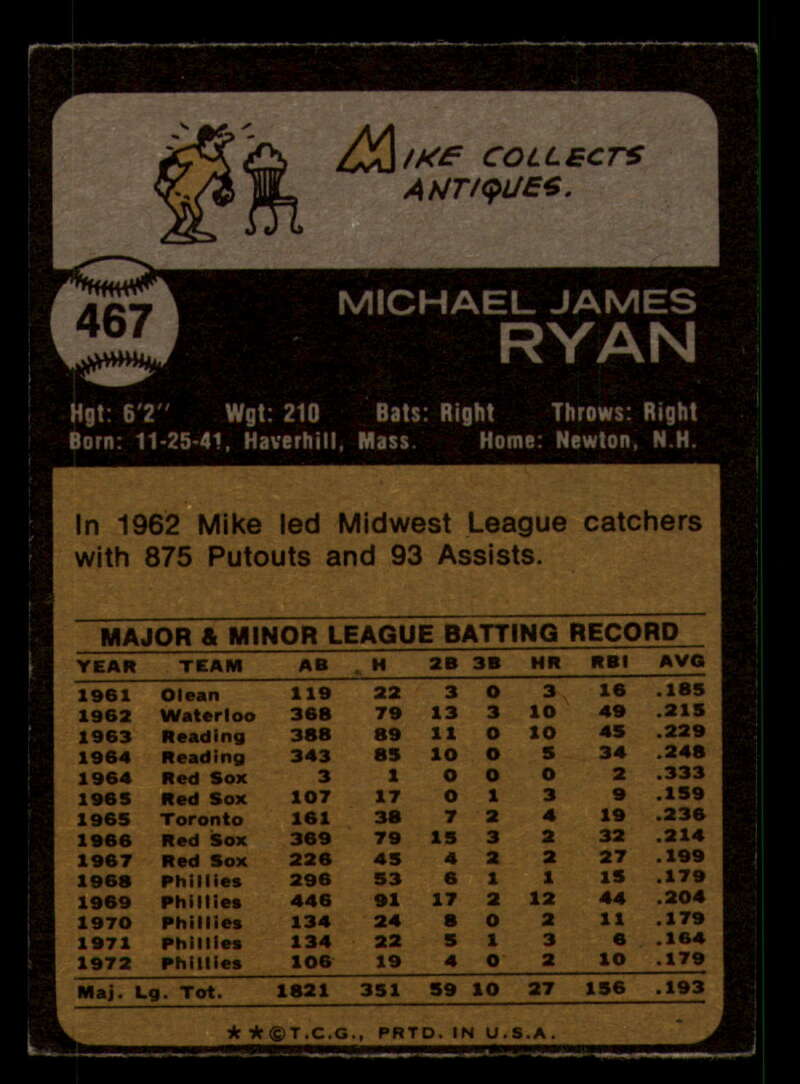 MIKE COLLECTS
ANTIQUES.
467
MICHAEL JAMES
RYAN
Hgt: 6'2" Wgt: 210 Bats: Right Throws: Right
Born: 11-25-41, Haverhill, Mass. Home: Newton, N.H.
In 1962 Mike led Midwest League catchers
with 875 Putouts and 93 Assists.
MAJOR & MINOR LEAGUE BATTING RECORD
YEAR TEAM AB H 2B 3B HR RBI AVG
1961 Olean 119 22 3 0 3 16 .185
1962 Waterloo 368 79 13 3 10 49 .215
1963 Reading 388 89 11 0 10 45 .229
1964 Reading 343 85 10 0 5 34 .248
1964 Red Sox 3 1 0 0 0 2 .333
1965 Red Sox 107 17 0 1 3 9 .159
1965 Toronto 161 38 7 2 4 19 .236
1966 Red Sox 369 79 15 3 2 32 .214
1967 Red Sox 226 45 4 2 2 27 .199
1968 Phillies 296 53 6 1 1 15 .179
1969 Phillies 446 91 17 2 12 44 .204
1970 Phillies 134 24 8 0 2 11 .179
1971 Phillies 134 22 5 1 3 6 .164
1972 Phillies 106 19 4 0 2 10 .179
Maj. Lg. Tot. 1821 351 59 10 27 156 .193
★★©T.C.G., PRTD. IN U.S.A.